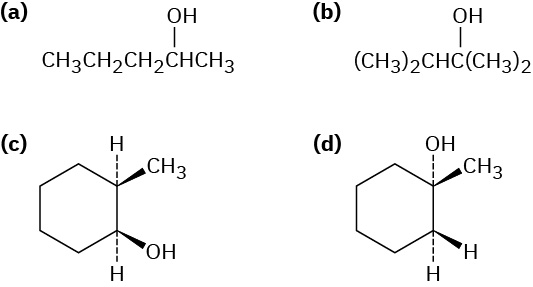 (a)
OH
CH₃CH₂CH₂CHCH₃
(b)
OH
(CH₃)₂CHC(CH₃)₂
(c)
H
CH₃
OH
H
(d)
OH
CH₃
H
H